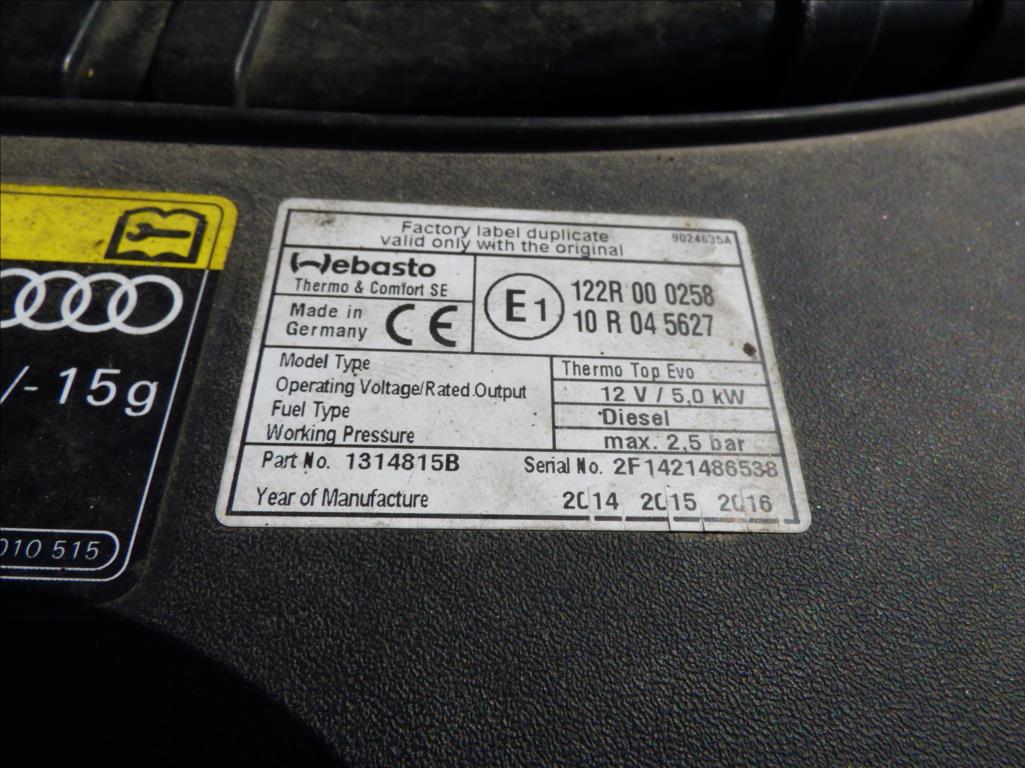 Factory label duplicate
valid only with the original
9024635A
Webasto
Thermo & Comfort SE
Made in
Germany
CE
E1
122R 00 0258
10 R 04 5627
Model Type
Thermo Top Evo
Operating Voltage/Rated Output
12 V / 5,0 kW
Fuel Type
Diesel
Working Pressure
max. 2,5 bar
Part No. 1314815B
Serial No. 2F1421486538
Year of Manufacture
2014 2015 2016
/- 15g
010 515